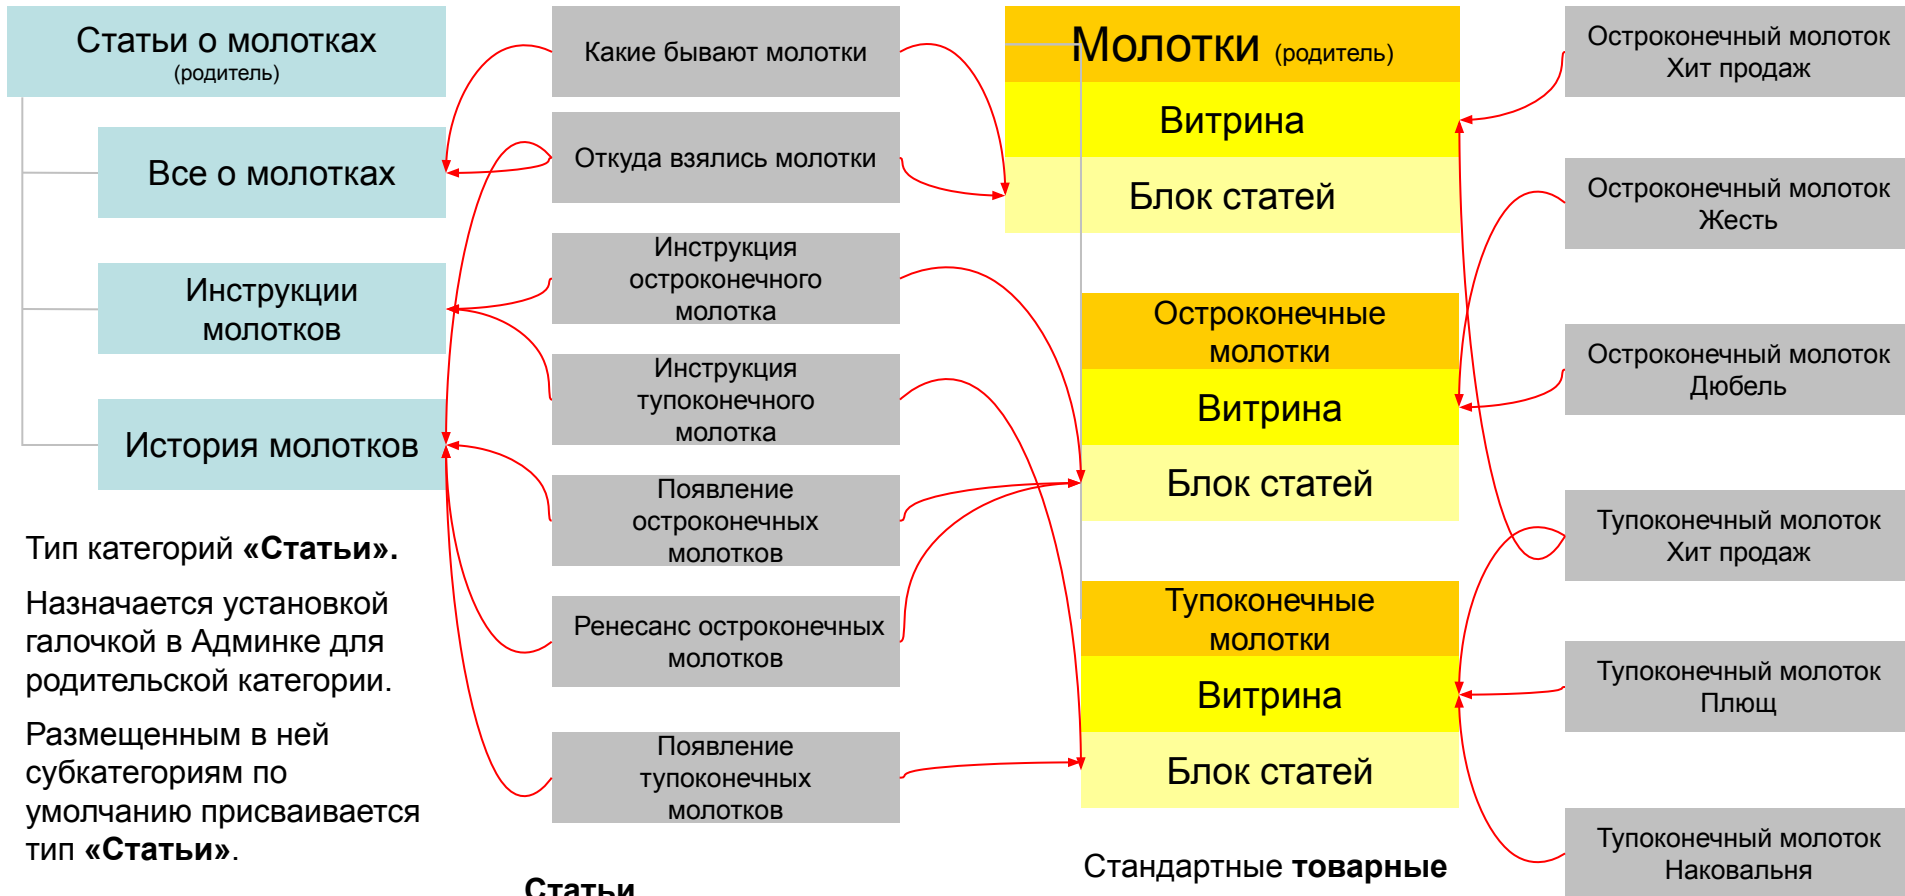 Статьи о молотках
(родитель)
Все о молотках
Инструкции
молотков
История молотков
Тип категорий «Статьи».
Назначается установкой
галочкой в Админке для
родительской категории.
Размещенным в ней
субкатегориям по
умолчанию присваивается
тип «Статьи».
Какие бывают молотки
Откуда взялись молотки
Инструкция
остроконечного
молотка
Инструкция
тупоконечного
молотка
Появление
остроконечных
молотков
Ренесанс остроконечных
молотков
Появление
тупоконечных
молотков
Статьи
Молотки (родитель)
Витрина
Блок статей
Остроконечные
молотки
Витрина
Блок статей
Тупоконечные
молотки
Витрина
Блок статей
Стандартные товарные
Остроконечный молоток
Хит продаж
Остроконечный молоток
Жесть
Остроконечный молоток
Дюбель
Тупоконечный молоток
Хит продаж
Тупоконечный молоток
Плющ
Тупоконечный молоток
Наковальня